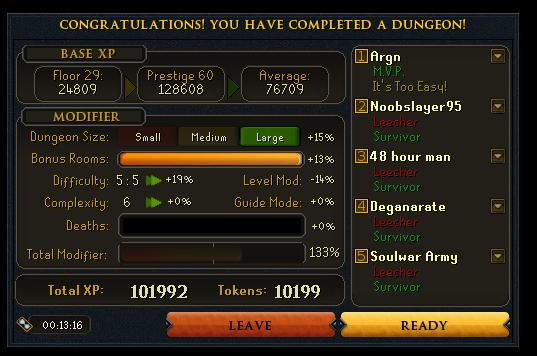 CONGRATULATIONS! YOU HAVE COMPLETED A DUNGEON!
BASE XP
Floor 29: Prestige 60 Average:
24809 128608 76709
MODIFIER
Dungeon Size: Small Medium Large +15%
Bonus Rooms: +13%
Difficulty: 5 : 5 +19% Level Mod: -14%
Complexity: 6 +0% Guide Mode: +0%
Deaths: +0%
Total Modifier: 133%
Total XP: 101992 Tokens: 10199
00:13:16
LEAVE
READY
1 Argn
M.V.P.
It's Too Easy!
2 Noobslayer95
Leecher
Survivor
3 48 hour man
Leecher
Survivor
4 Deganarate
Leecher
Survivor
5 Soulwar Army
Leecher
Survivor